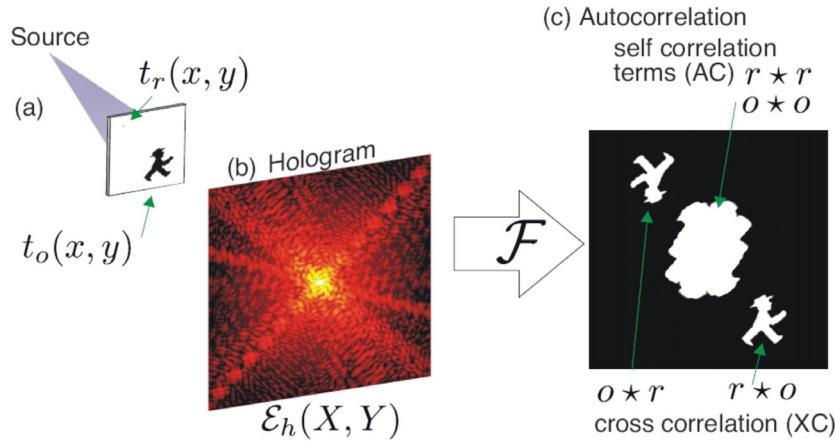 Source
(a)
t_r(x, y)
t_o(x, y)
(b) Hologram
ℰ_h(X, Y)
ℱ
(c) Autocorrelation
self correlation
terms (AC) r ⋆ r
o ⋆ o
o ⋆ r
r ⋆ o
cross correlation (XC)